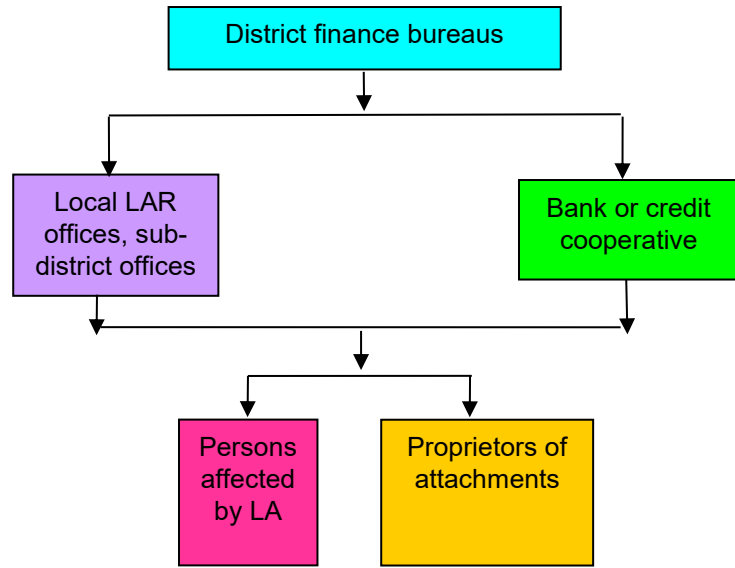 District finance bureaus
Local LAR
offices, sub-
district offices
Bank or credit
cooperative
Persons
affected
by LA
Proprietors of
attachments